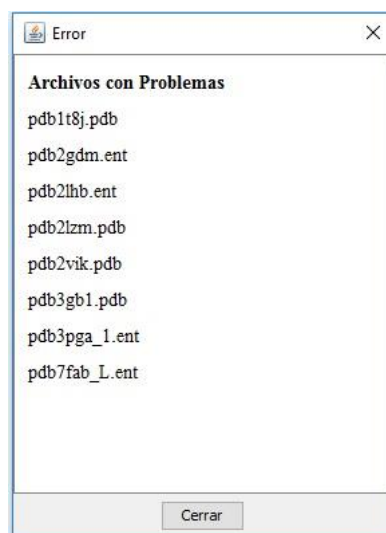 Error
Archivos con Problemas
pdb1t8j.pdb
pdb2gdm.ent
pdb2lhb.ent
pdb2lzm.pdb
pdb2vik.pdb
pdb3gb1.pdb
pdb3pga_1.ent
pdb7fab_L.ent
Cerrar